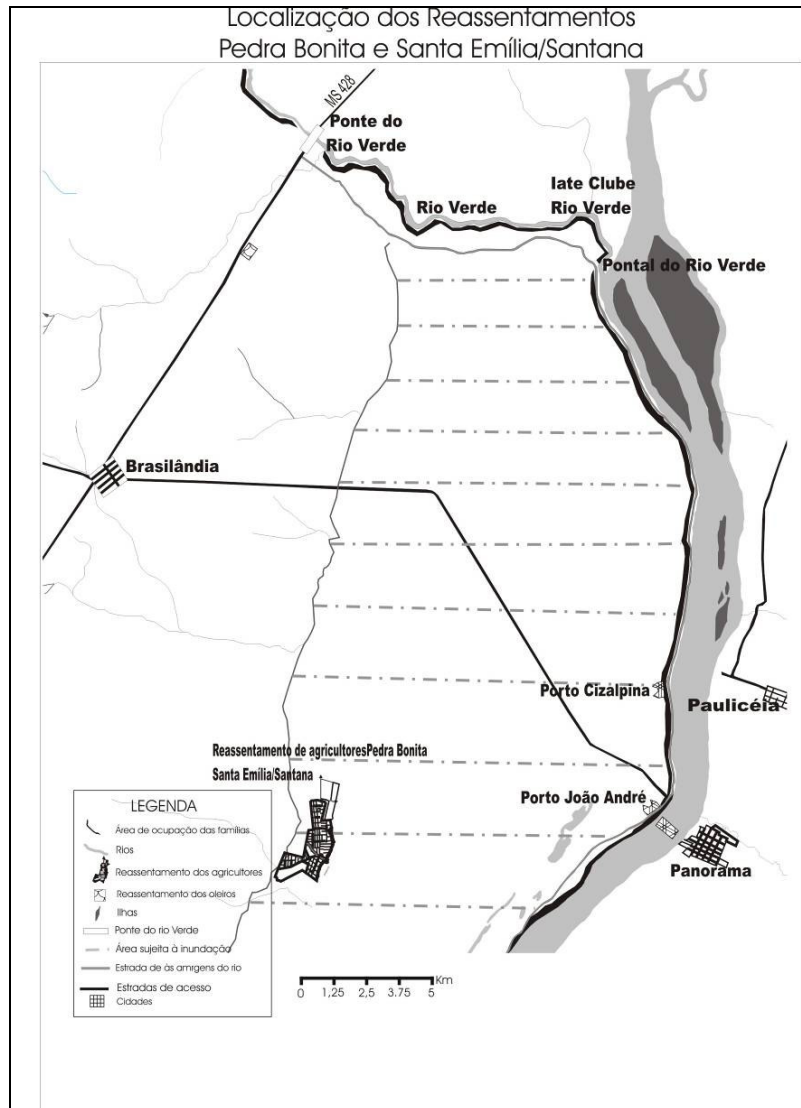 Localização dos Reassentamentos
Pedra Bonita e Santa Emília/Santana
MS 428
Ponte do
Rio Verde
Rio Verde
Iate Clube
Rio Verde
Pontal do Rio Verde
Brasilândia
Porto Cizalpina
Paulicéia
Reassentamento de agricultoresPedra Bonita
Santa Emília/Santana
Porto João André
Panorama
LEGENDA
Área de ocupação das famílias
Rios
Reassentamento dos agricultores
Reassentamento dos oleiros
Ilhas
Ponte do rio Verde
Área sujeita à inundação
Estrada de às amrgens do rio
Estradas de acesso
Cidades
Km
0 1,25 2,5 3.75 5